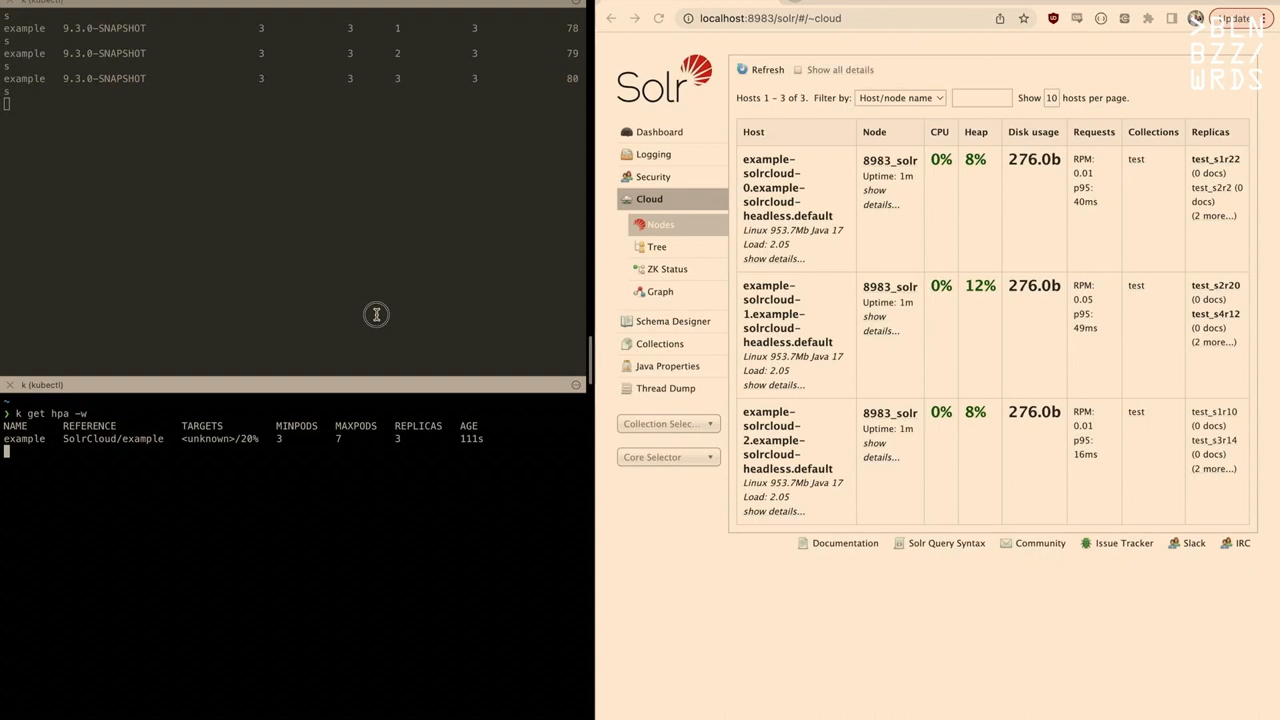 k (kubectl)
s
example 9.3.0-SNAPSHOT 3 3 1 3 78
s
example 9.3.0-SNAPSHOT 3 3 2 3 79
s
example 9.3.0-SNAPSHOT 3 3 3 3 80
s
k (kubectl)
~
❯ k get hpa -w
NAME REFERENCE TARGETS MINPODS MAXPODS REPLICAS AGE
example SolrCloud/example <unknown>/20% 3 7 3 111s
localhost:8983/solr/#/~cloud
Update
>BLN
BZZ/
WRDS
Solr
Dashboard
Logging
Security
Cloud
Nodes
Tree
ZK Status
Graph
Schema Designer
Collections
Java Properties
Thread Dump
Collection Selec...
Core Selector
Refresh Show all details
Hosts 1 - 3 of 3. Filter by: Host/node name Show 10 hosts per page.
Host Node CPU Heap Disk usage Requests Collections Replicas
example-
solrcloud-
0.example-
solrcloud-
headless.default
Linux 953.7Mb Java 17
Load: 2.05
show details...
8983_solr
Uptime: 1m
show
details...
0%
8%
276.0b
RPM:
0.01
p95:
40ms
test
test_s1r22
(0 docs)
test_s2r2 (0
docs)
(2 more...)
example-
solrcloud-
1.example-
solrcloud-
headless.default
Linux 953.7Mb Java 17
Load: 2.05
show details...
8983_solr
Uptime: 1m
show
details...
0%
12%
276.0b
RPM:
0.05
p95:
49ms
test
test_s2r20
(0 docs)
test_s4r12
(0 docs)
(2 more...)
example-
solrcloud-
2.example-
solrcloud-
headless.default
Linux 953.7Mb Java 17
Load: 2.05
show details...
8983_solr
Uptime: 1m
show
details...
0%
8%
276.0b
RPM:
0.01
p95:
16ms
test
test_s1r10
(0 docs)
test_s3r14
(0 docs)
(2 more...)
Documentation Solr Query Syntax Community Issue Tracker Slack IRC